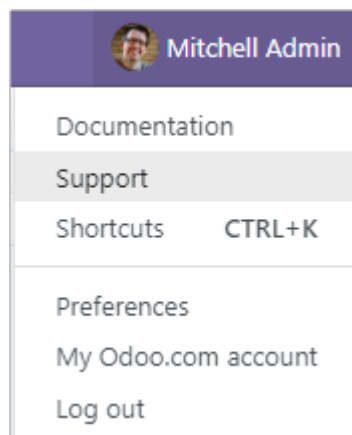 Mitchell Admin
Documentation
Support
Shortcuts CTRL+K
Preferences
My Odoo.com account
Log out